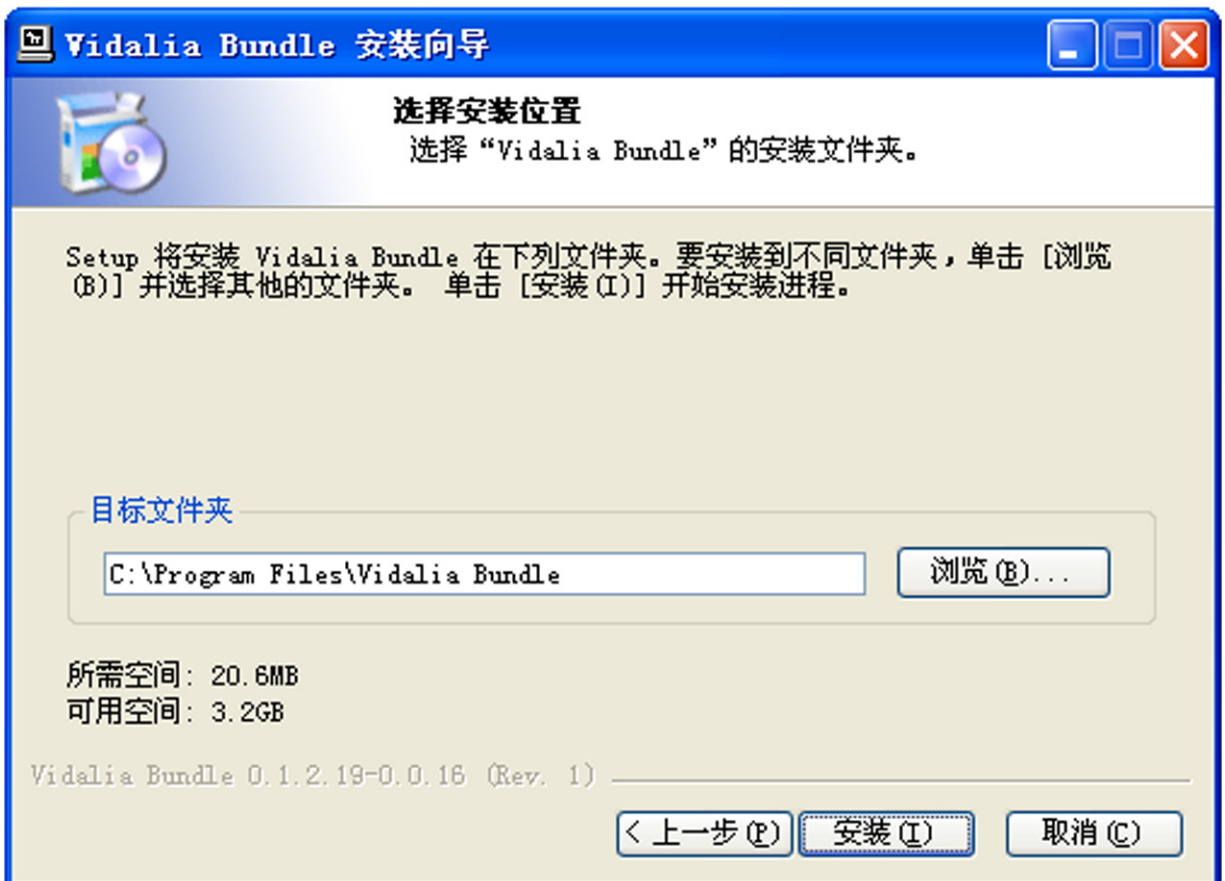 Vidalia Bundle 安装向导
选择安装位置
选择“Vidalia Bundle”的安装文件夹。
Setup 将安装 Vidalia Bundle 在下列文件夹。要安装到不同文件夹，单击 [浏览
(B)] 并选择其他的文件夹。 单击 [安装(I)] 开始安装进程。
目标文件夹
C:\Program Files\Vidalia Bundle
浏览(B)...
所需空间: 20.6MB
可用空间: 3.2GB
Vidalia Bundle 0.1.2.19-0.0.16 (Rev. 1)
< 上一步(P) 安装(I) 取消(C)